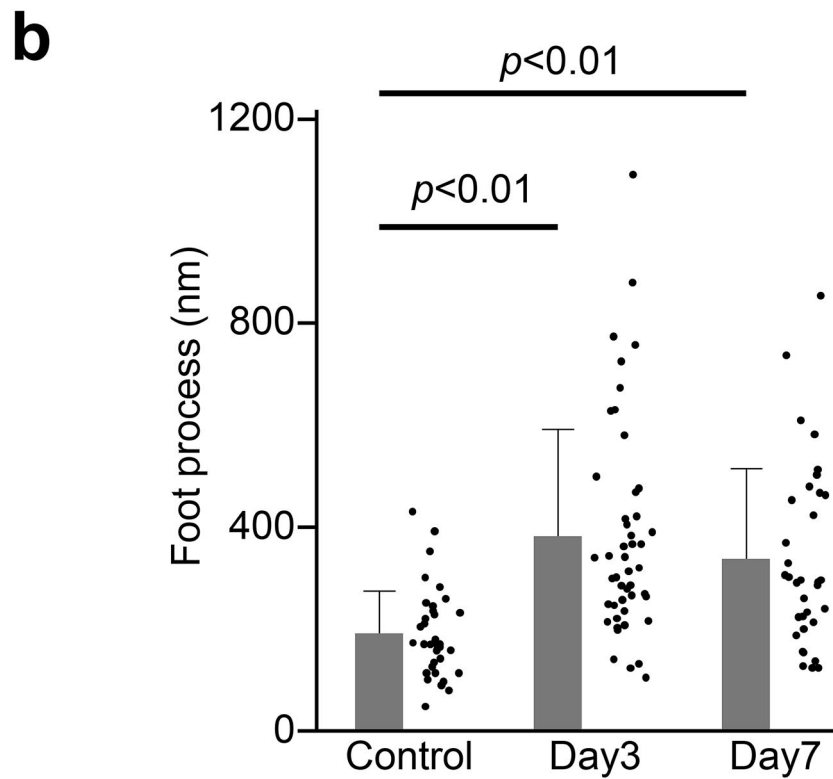 b
p<0.01
1200
p<0.01
800
Foot process (nm)
400
0
Control Day3 Day7